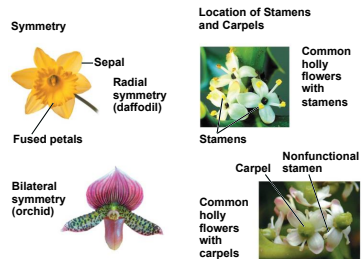 Symmetry
Sepal
Radial
symmetry
(daffodil)
Fused petals
Bilateral
symmetry
(orchid)
Location of Stamens
and Carpels
Common
holly
flowers
with
stamens
Stamens
Nonfunctional
stamen
Carpel
Common
holly
flowers
with
carpels